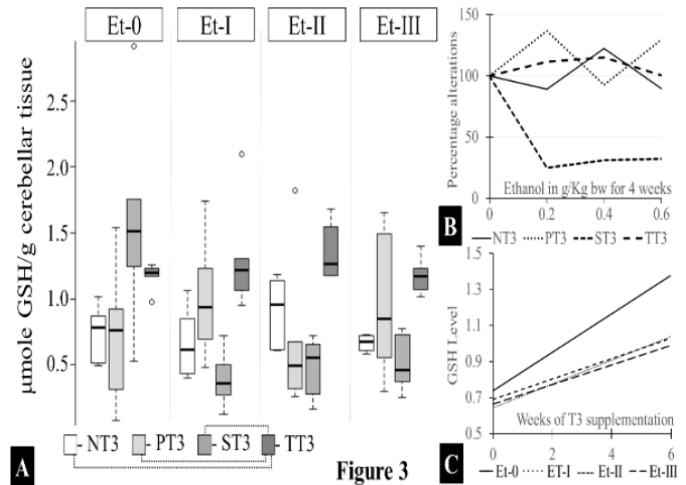 Et-0 Et-I Et-II Et-III
μmole GSH/g cerebellar tissue
2.5
2.0
1.5
1.0
0.5
- NT3 - PT3 - ST3 - TT3
A
Figure 3
Percentage alterations
150
100
50
0
Ethanol in g/Kg bw for 4 weeks
0 0.2 0.4 0.6
B
NT3 PT3 ST3 TT3
GSH Level
1.5
1.3
1.1
0.9
0.7
0.5
Weeks of T3 supplementation
0 2 4 6
C
Et-0 ET-I Et-II Et-III